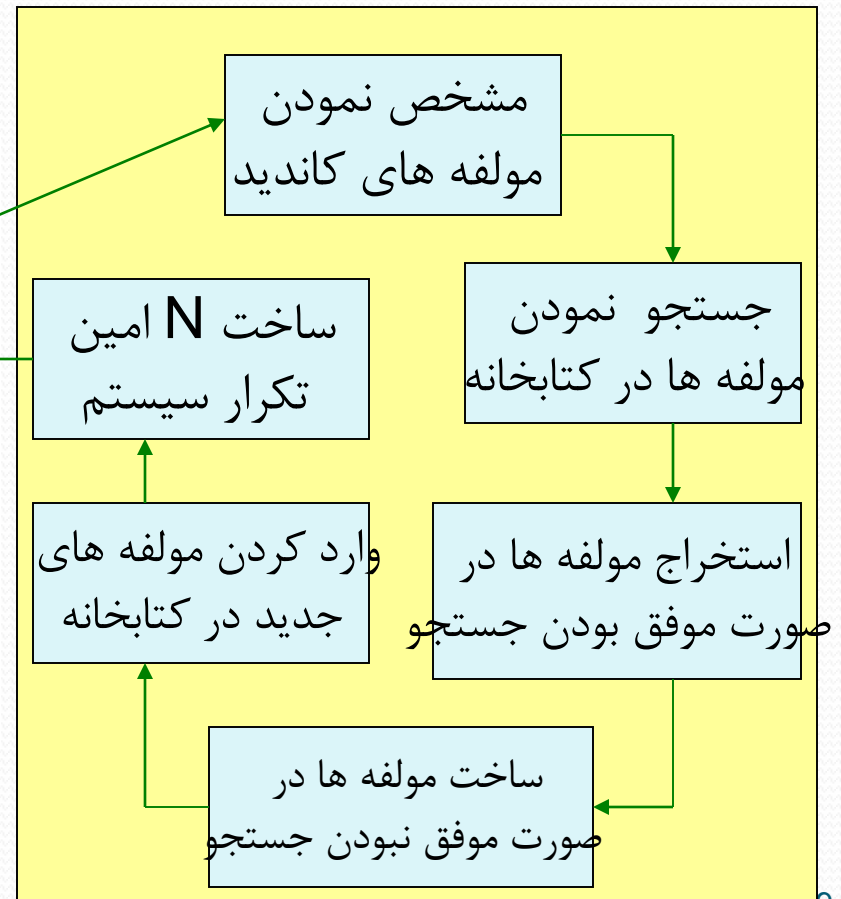 مشخص نمودن
مولفه های کاندید
جستجو نمودن
مولفه ها در کتابخانه
استخراج مولفه ها در
صورت موفق بودن جستجو
ساخت مولفه ها در
صورت موفق نبودن جستجو
وارد کردن مولفه های
جدید در کتابخانه
ساخت N امین
تکرار سیستم